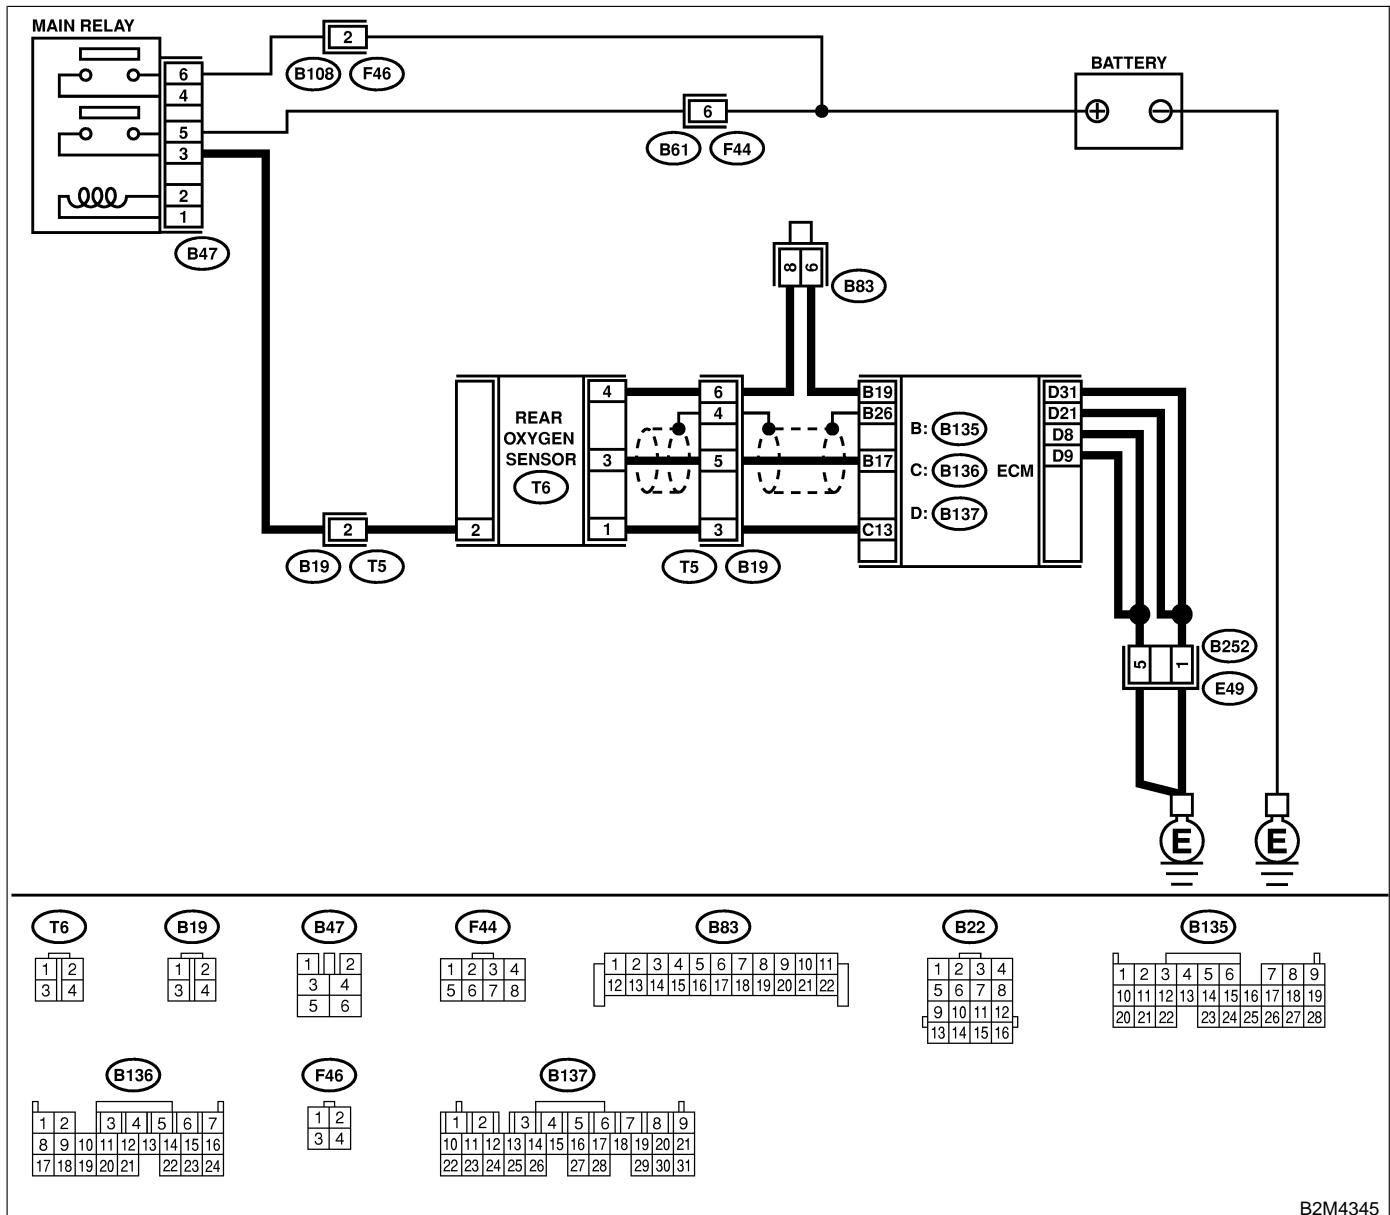 MAIN RELAY
2
B108 F46
6
4
5
3
2
1
B47
6
B61 F44
BATTERY
+ −
8 6
B83
REAR
OXYGEN
SENSOR
T6
2
4
3
1
6
4
5
3
B19
B26
B17
C13
B: B135
C: B136 ECM
D: B137
D31
D21
D8
D9
2
B19 T5
T5 B19
5 1
B252
E49
E E
T6 B19 B47 F44 B83 B22 B135
1 2
3 4
1 2
3 4
1 2
3 4
5 6
1 2 3 4
5 6 7 8
1 2 3 4 5 6 7 8 9 10 11
12 13 14 15 16 17 18 19 20 21 22
1 2 3 4
5 6 7 8
9 10 11 12
13 14 15 16
1 2 3 4 5 6 7 8 9
10 11 12 13 14 15 16 17 18 19
20 21 22 23 24 25 26 27 28
B136 F46 B137
1 2 3 4 5 6 7
8 9 10 11 12 13 14 15 16
17 18 19 20 21 22 23 24
1 2
3 4
1 2 3 4 5 6 7 8 9
10 11 12 13 14 15 16 17 18 19 20 21
22 23 24 25 26 27 28 29 30 31
B2M4345